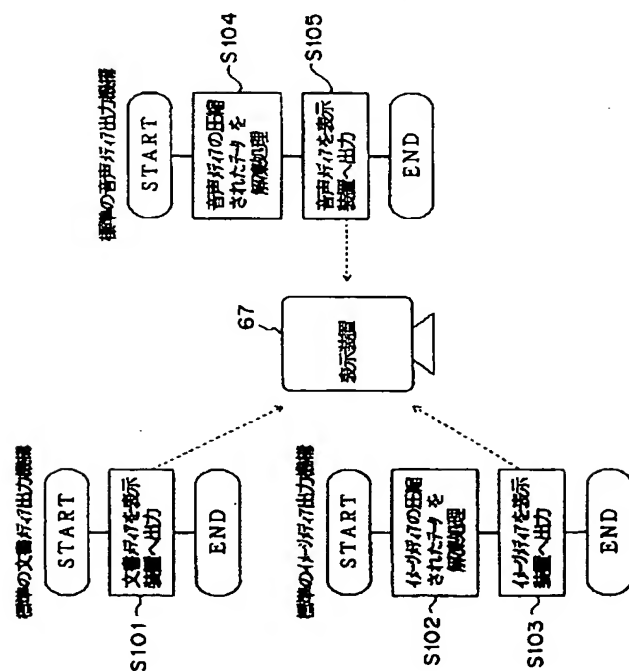 標準の文書メディア出力機構
START
文書メディアを表示
装置へ出力
END
S101
標準のイメージメディア出力機構
START
イメージメディアの圧縮
されたデータを
解凍処理
イメージメディアを表示
装置へ出力
END
S102
S103
67
表示装置
標準の音声メディア出力機構
START
音声メディアの圧縮
されたデータを
解凍処理
音声メディアを表示
装置へ出力
END
S104
S105